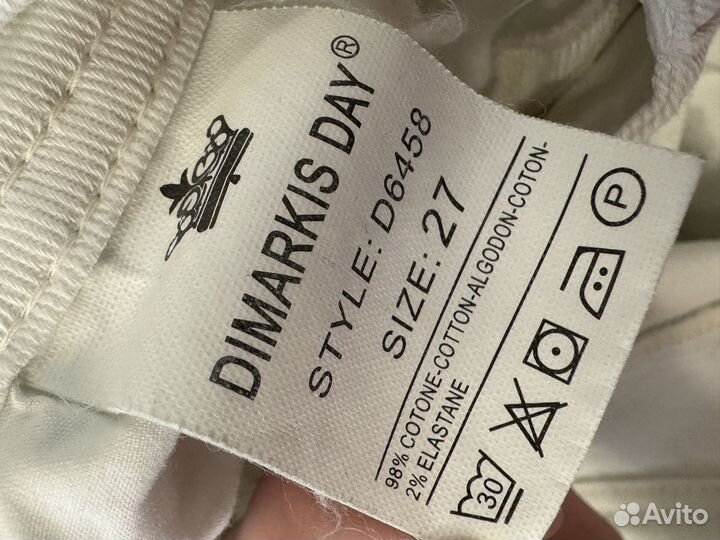 DIMARKIS DAY®
STYLE: D6458
SIZE: 27
98% COTONE-COTTON-ALGODON-COTON-
2% ELASTANE
30
P
Avito